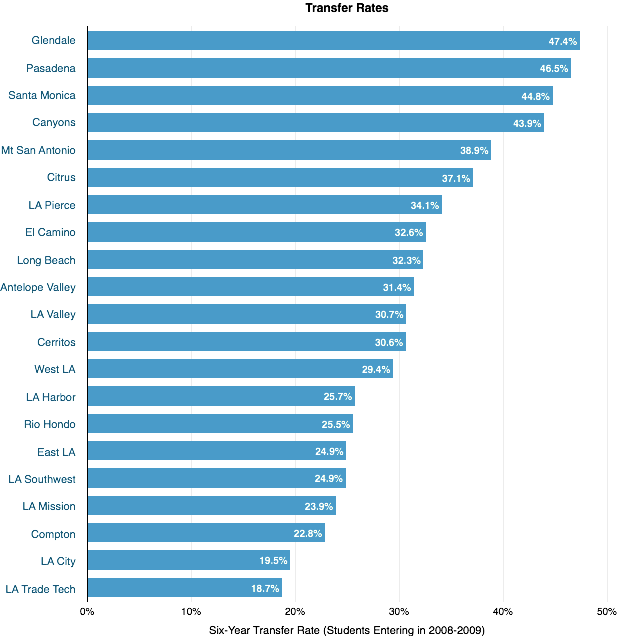 Transfer Rates
Glendale 47.4%
Pasadena 46.5%
Santa Monica 44.8%
Canyons 43.9%
Mt San Antonio 38.9%
Citrus 37.1%
LA Pierce 34.1%
El Camino 32.6%
Long Beach 32.3%
Antelope Valley 31.4%
LA Valley 30.7%
Cerritos 30.6%
West LA 29.4%
LA Harbor 25.7%
Rio Hondo 25.5%
East LA 24.9%
LA Southwest 24.9%
LA Mission 23.9%
Compton 22.8%
LA City 19.5%
LA Trade Tech 18.7%
0% 10% 20% 30% 40% 50%
Six-Year Transfer Rate (Students Entering in 2008-2009)